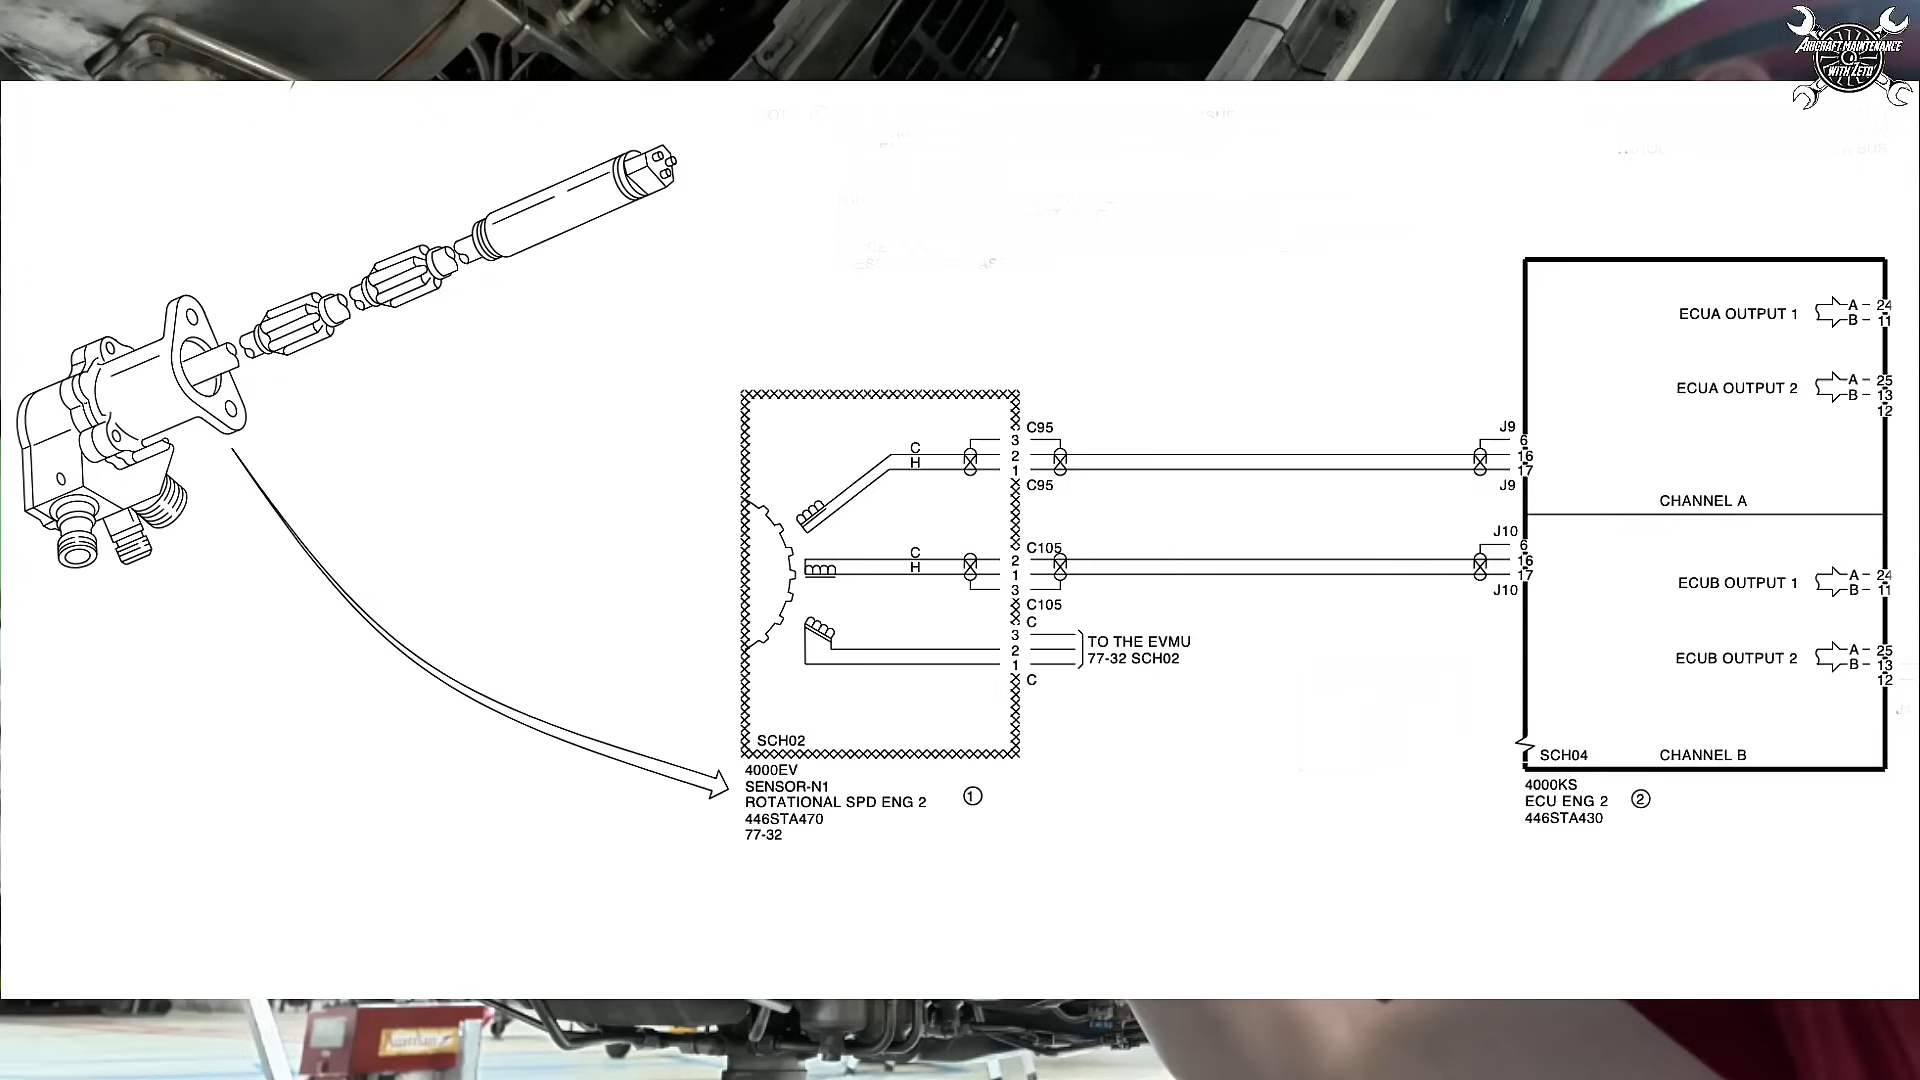 AIRCRAFT MAINTENANCE
WITH ZETO
ECUA OUTPUT 1
A - 24
B - 11
ECUA OUTPUT 2
A - 25
B - 13
12
C95
3
C 2
H 1
C95
J9
6
16
17
J9
CHANNEL A
C105
C 2
H 1
3
C105
J10
6
16
17
J10
ECUB OUTPUT 1
A - 24
B - 11
C
3
2
1
C
TO THE EVMU
77-32 SCH02
ECUB OUTPUT 2
A - 25
B - 13
12
SCH02
SCH04
CHANNEL B
4000EV
SENSOR-N1
ROTATIONAL SPD ENG 2
446STA470
77-32
1
4000KS
ECU ENG 2
446STA430
2
Austrian